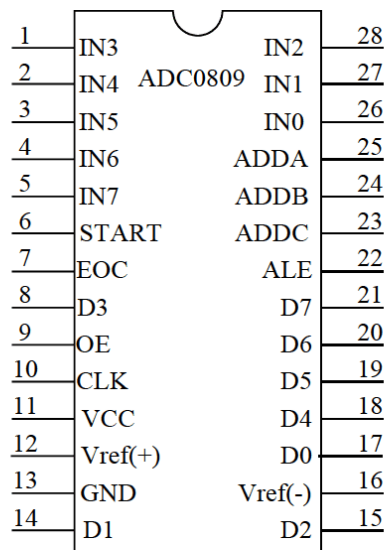 1 IN3 IN2 28
2 IN4 ADC0809 IN1 27
3 IN5 IN0 26
4 IN6 ADDA 25
5 IN7 ADDB 24
6 START ADDC 23
7 EOC ALE 22
8 D3 D7 21
9 OE D6 20
10 CLK D5 19
11 VCC D4 18
12 Vref(+) D0 17
13 GND Vref(-) 16
14 D1 D2 15